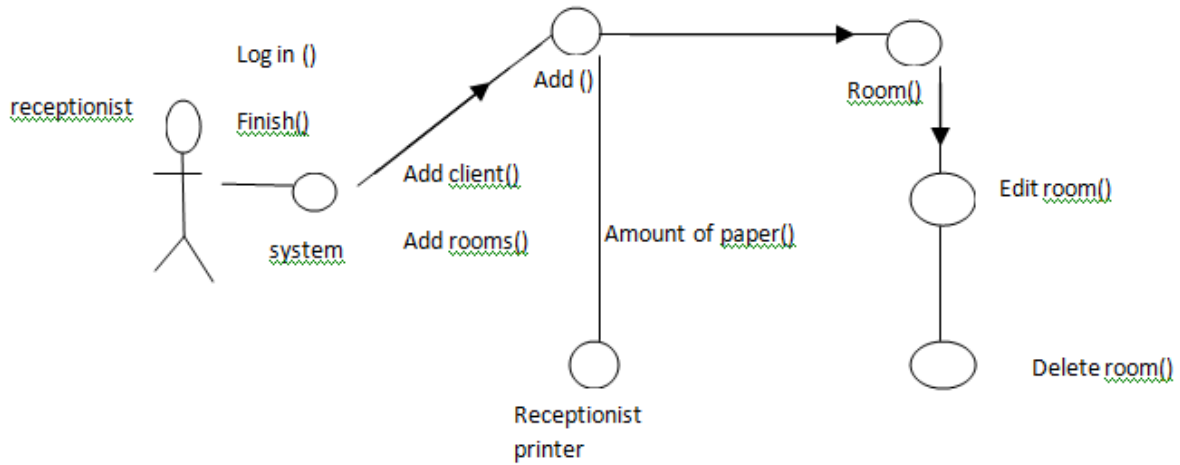 Log in ()
receptionist
Finish()
system
Add client()
Add rooms()
Add ()
Amount of paper()
Receptionist
printer
Room()
Edit room()
Delete room()